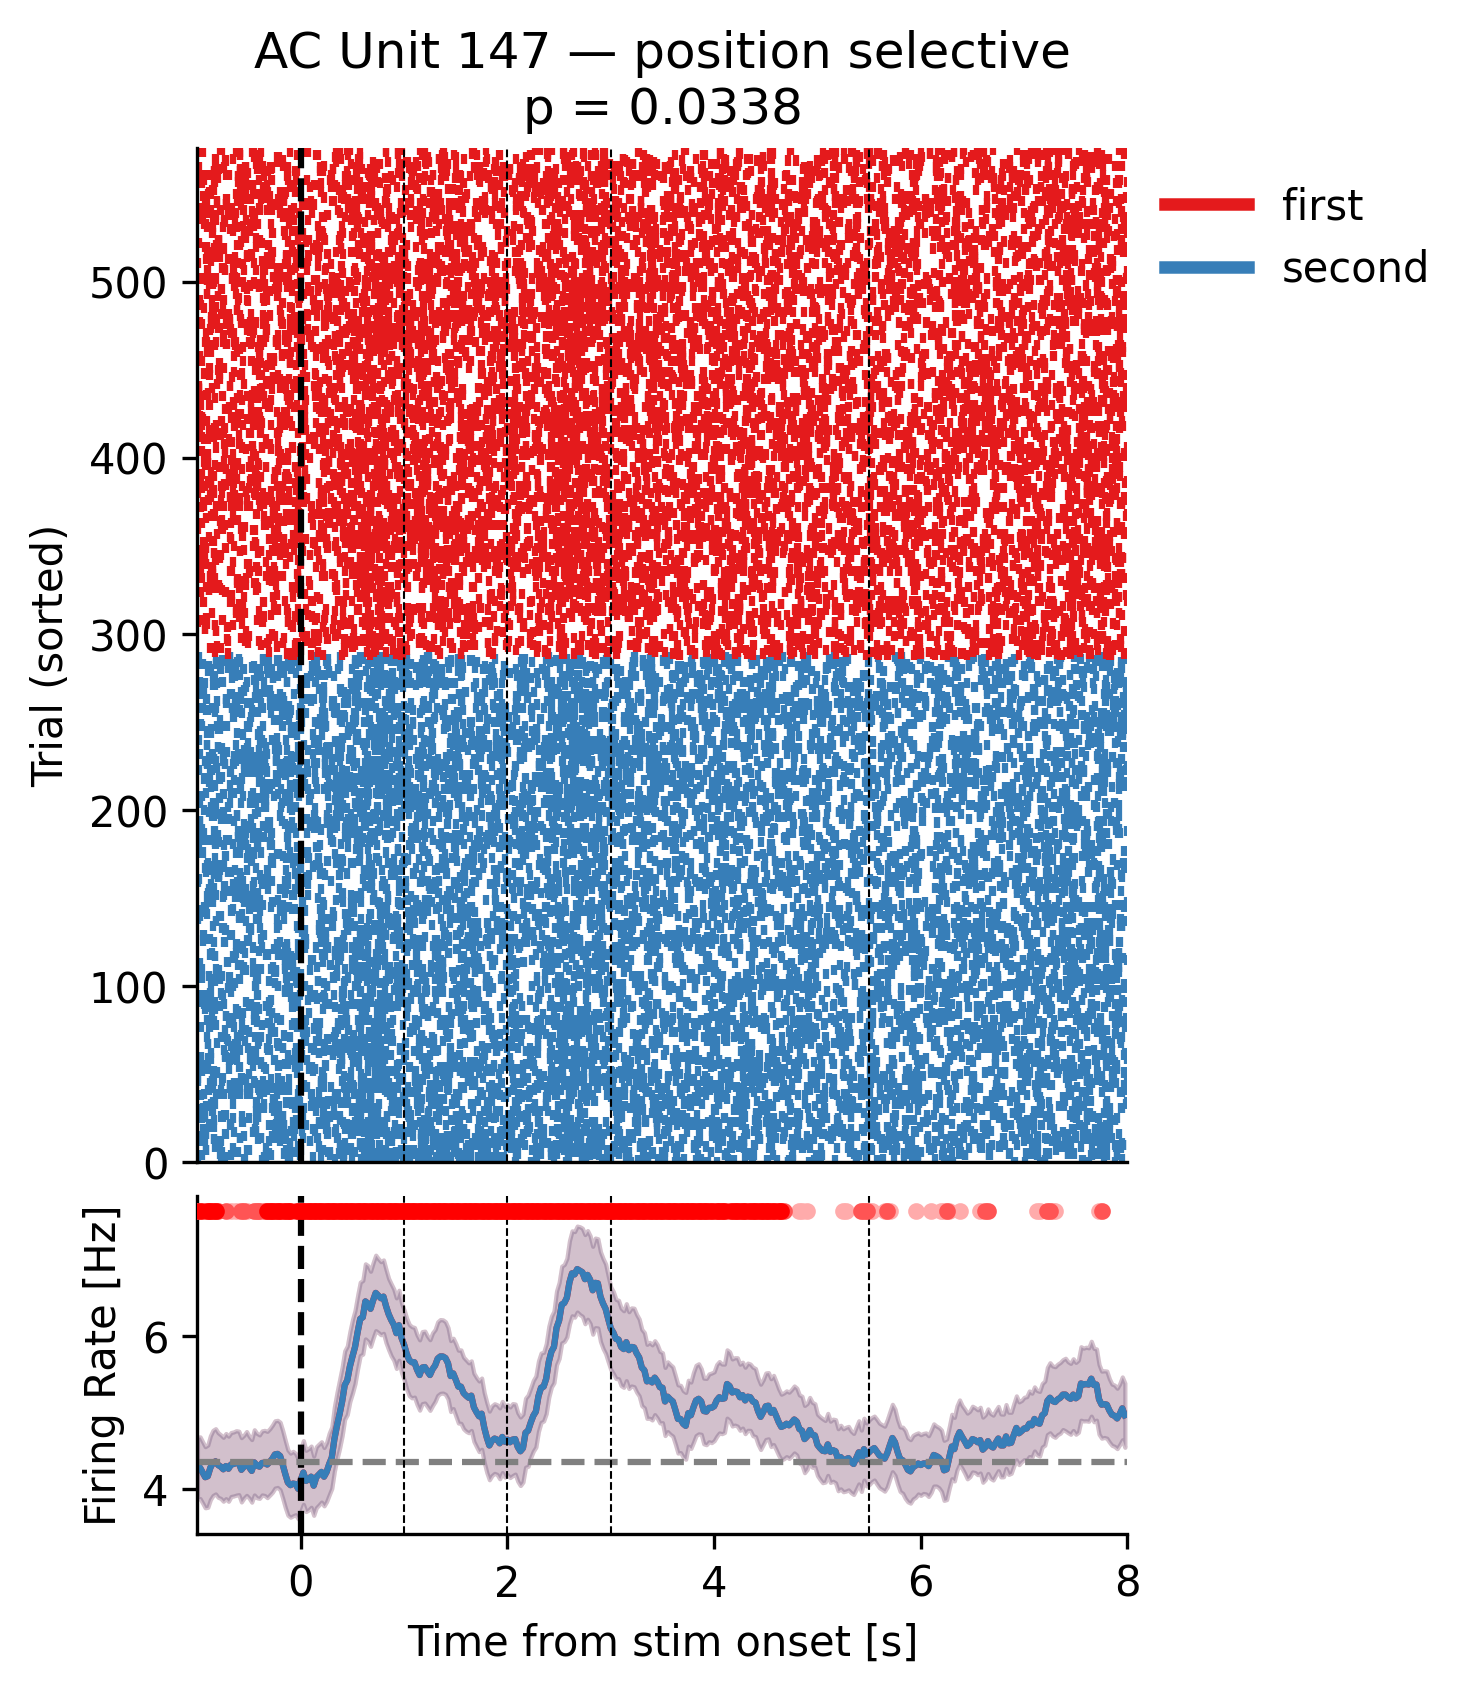 AC Unit 147 — position selective
p = 0.0338
first
second
Trial (sorted)
500
400
300
200
100
0
Firing Rate [Hz]
6
4
0 2 4 6 8
Time from stim onset [s]